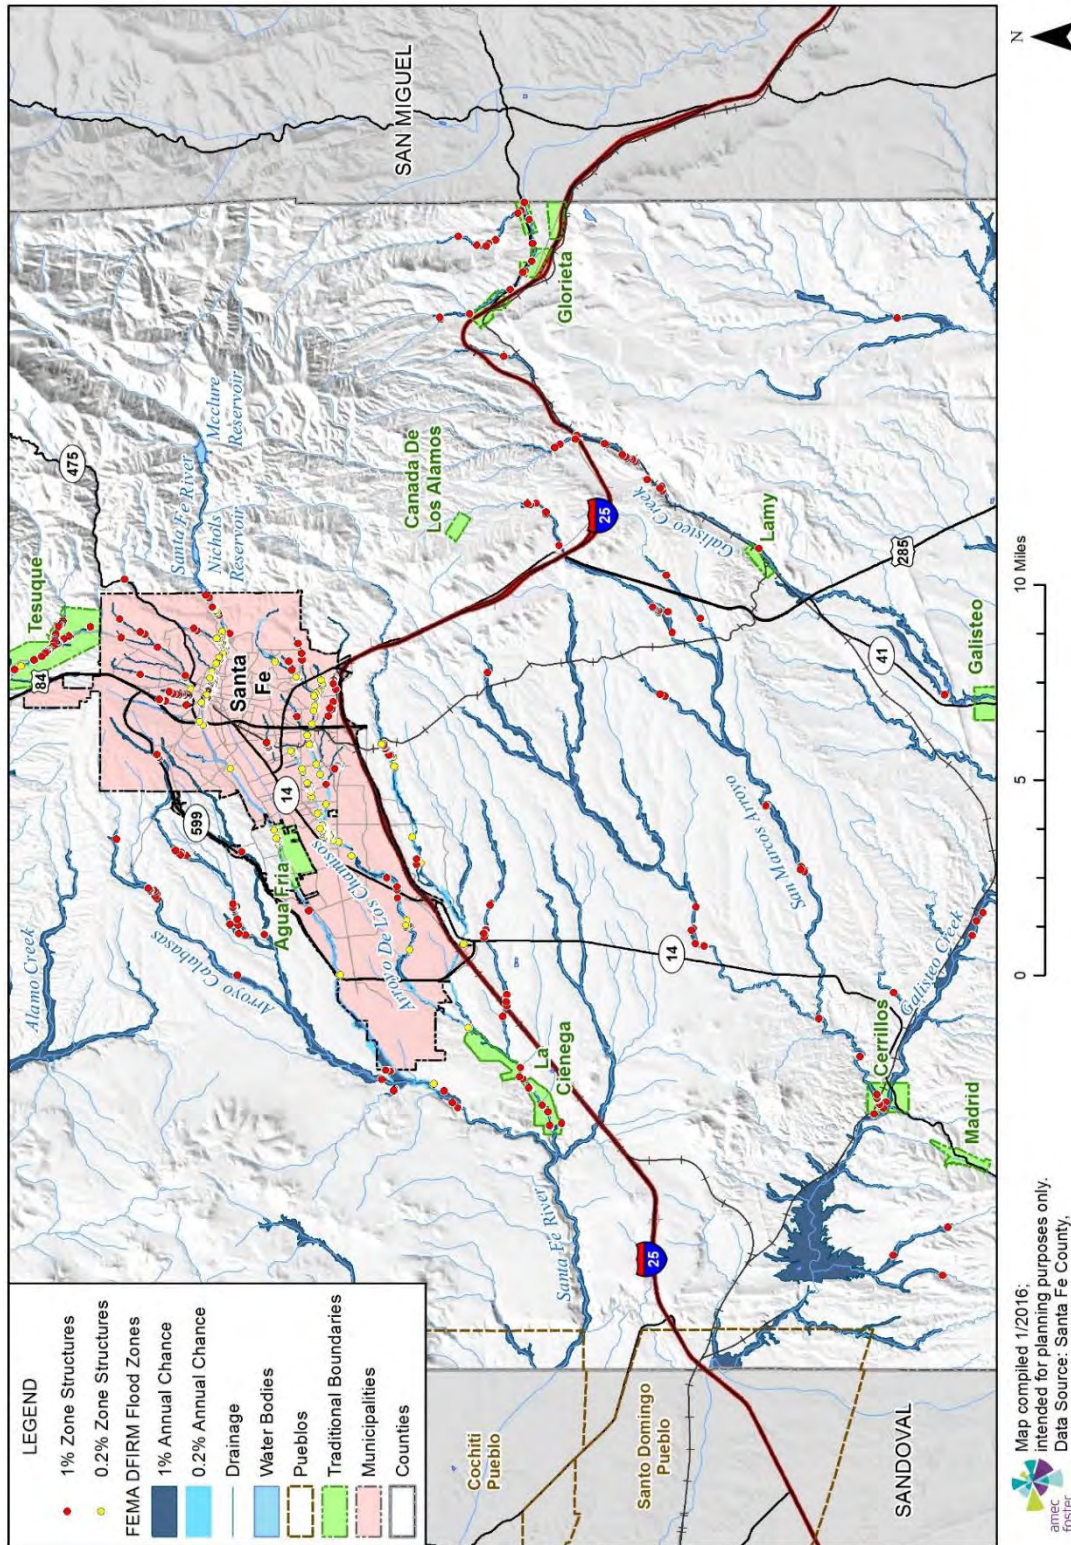 LEGEND
1% Zone Structures
0.2% Zone Structures
FEMA DFIRM Flood Zones
1% Annual Chance
0.2% Annual Chance
Drainage
Water Bodies
Pueblos
Traditional Boundaries
Municipalities
Counties
Alamo Creek
Arroyo Calabasas
599
84
Tesuque
475
Santa Fe River
Nichols
Reservoir
Mcclure
Reservoir
Santa
Fe
14
Agua Fria
Arroyo De Los Chamisos
SAN MIGUEL
Canada De
Los Alamos
Glorieta
La
Cienega
Santa Fe River
25
25
Galisteo Creek
Lamy
285
41
Galisteo
San Marcos Arroyo
14
Galisteo Creek
Cerrillos
Madrid
Cochiti
Pueblo
Santo Domingo
Pueblo
SANDOVAL
amec
foster
Map compiled 1/2016;
intended for planning purposes only.
Data Source: Santa Fe County,
0
5
10 Miles
N